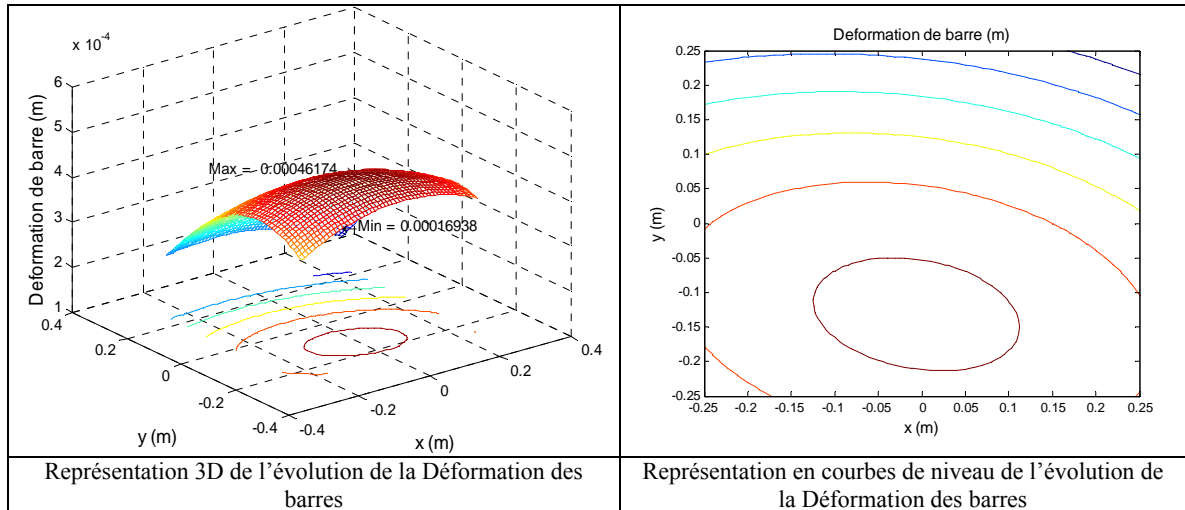 x 10-4
6
5
4
3
2
1
Deformation de barre (m)
Max = 0.00046174
Min = 0.00016938
0.4
0.2
0
-0.2
-0.4
y (m)
-0.4
-0.2
0
0.2
0.4
x (m)
Représentation 3D de l'évolution de la Déformation des
barres
Deformation de barre (m)
0.25
0.2
0.15
0.1
0.05
0
-0.05
-0.1
-0.15
-0.2
-0.25
y (m)
-0.25 -0.2 -0.15 -0.1 -0.05 0 0.05 0.1 0.15 0.2 0.25
x (m)
Représentation en courbes de niveau de l'évolution de
la Déformation des barres